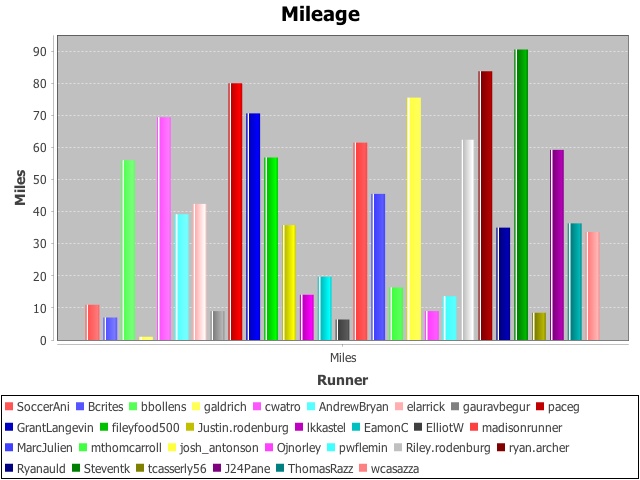 Mileage
90
80
70
60
50
40
30
20
10
0
Miles
Miles
Runner
SoccerAni Bcrites bbollens galdrich cwatro AndrewBryan elarrick gauravbegur paceg
GrantLangevin fileyfood500 Justin.rodenburg lkkastel EamonC ElliotW madisonrunner
MarcJulien mthomcarroll josh_antonson Ojnorley pwflemin Riley.rodenburg ryan.archer
Ryanauld Steventk tcasserly56 J24Pane ThomasRazz wcasazza